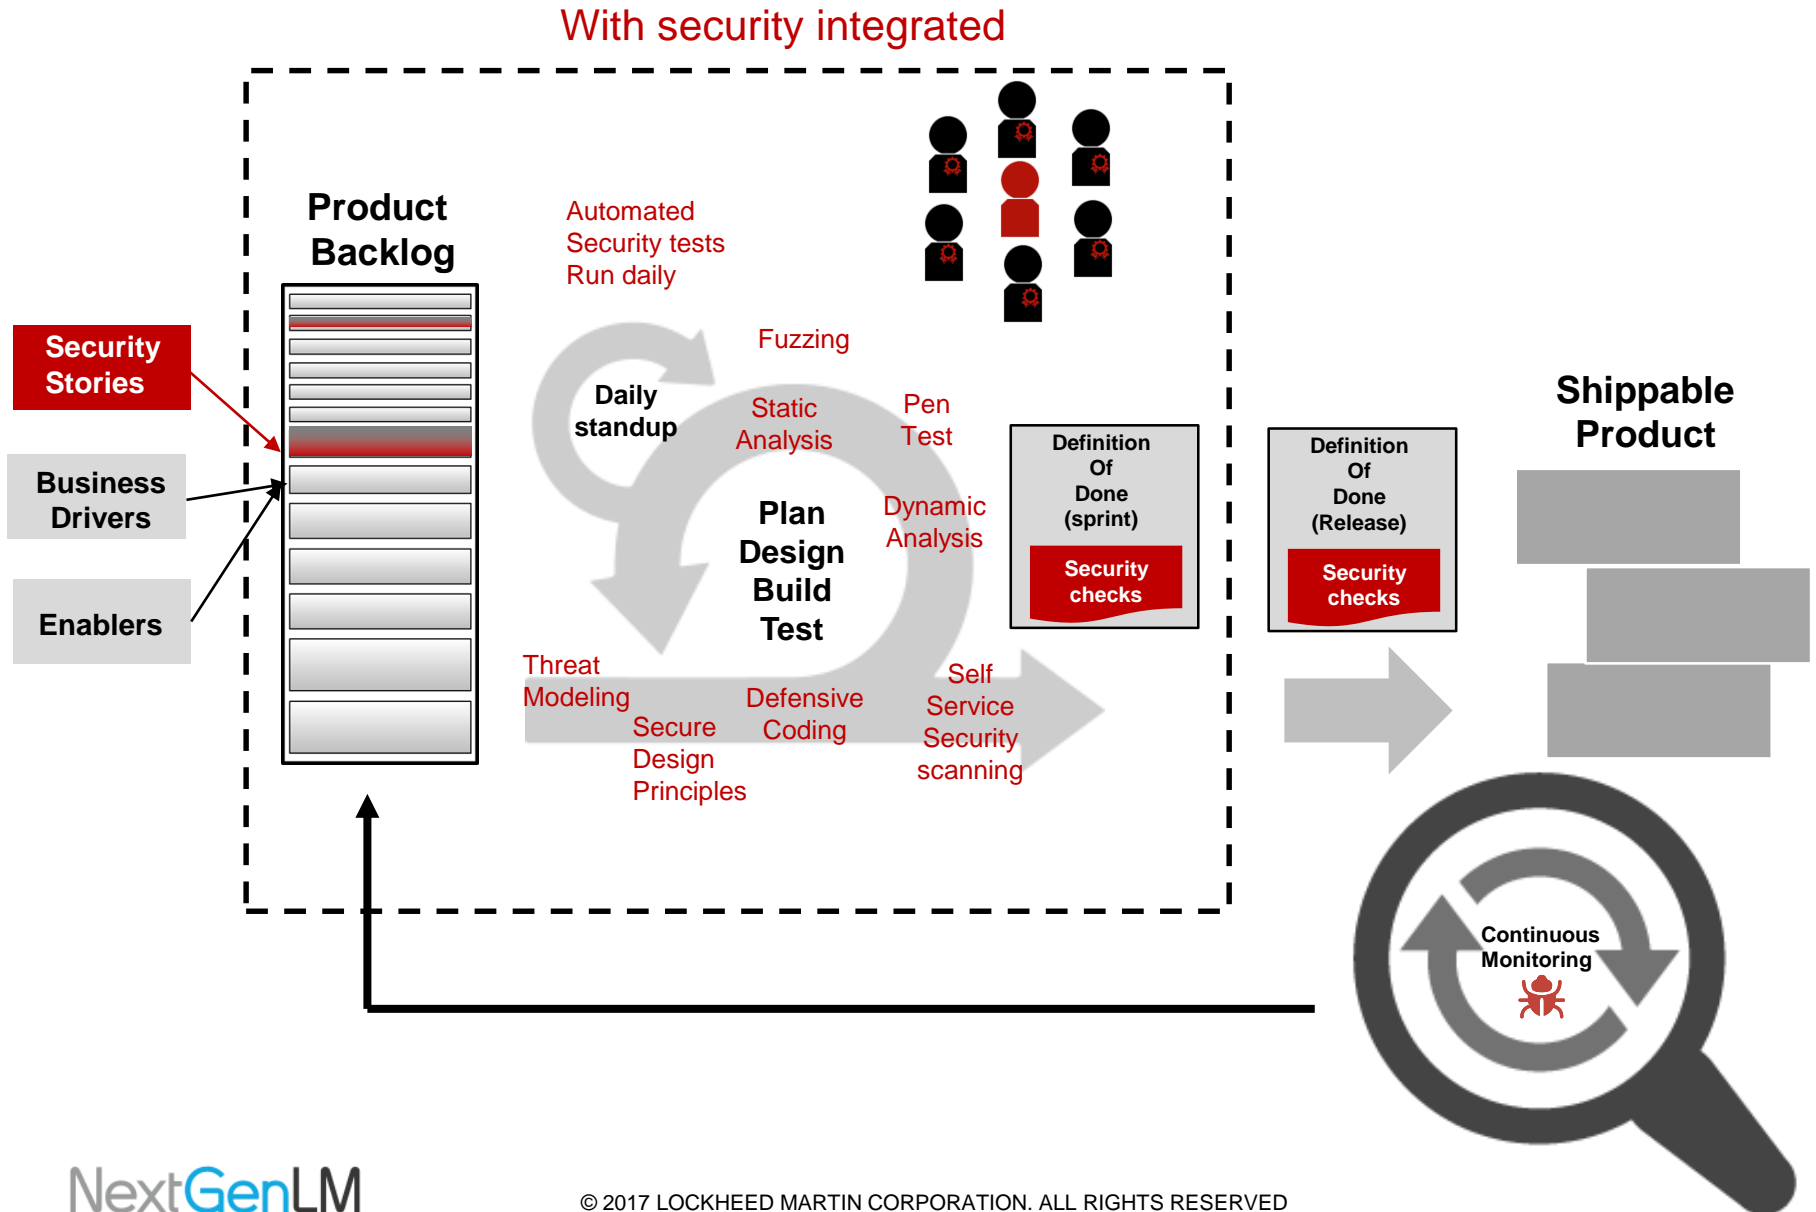 With security integrated
Product
Backlog
Automated
Security tests
Run daily
Security
Stories
Business
Drivers
Enablers
Daily
standup
Fuzzing
Static
Analysis
Pen
Test
Dynamic
Analysis
Plan
Design
Build
Test
Threat
Modeling
Secure
Design
Principles
Defensive
Coding
Self
Service
Security
scanning
Definition
Of
Done
(sprint)
Security
checks
Definition
Of
Done
(Release)
Security
checks
Shippable
Product
Continuous
Monitoring
NextGenLM
© 2017 LOCKHEED MARTIN CORPORATION. ALL RIGHTS RESERVED